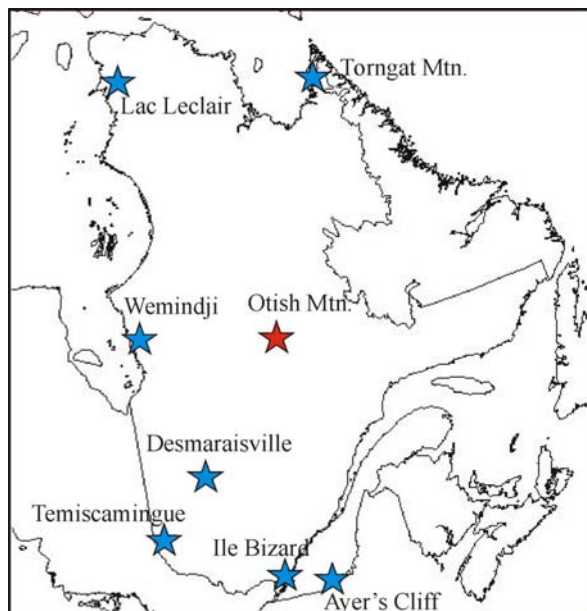 Torngat Mtn.
Lac Leclair
Wemindji
Otish Mtn.
Desmaraisville
Temiscamingue
Ile Bizard
Ayer's Cliff